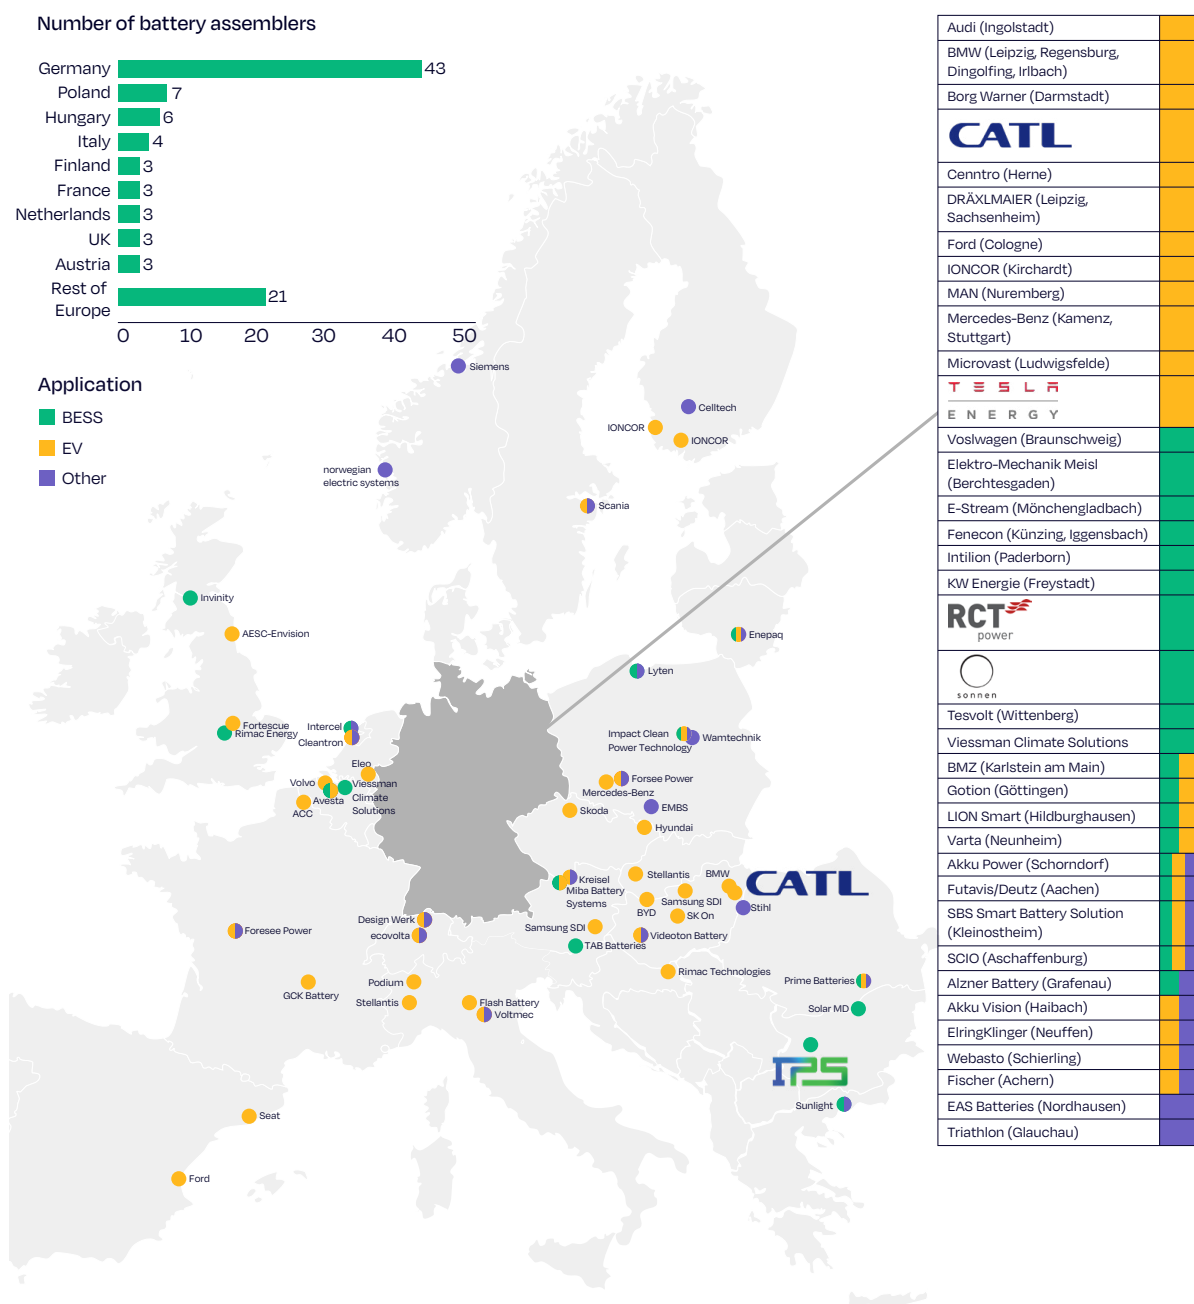 Number of battery assemblers
Germany 43
Poland 7
Hungary 6
Italy 4
Finland 3
France 3
Netherlands 3
UK 3
Austria 3
Rest of
Europe 21
0 10 20 30 40 50
Application
BESS
EV
Other
Siemens
Celltech
IONCOR
IONCOR
norwegian
electric systems
Scania
Invinity
AESC-Envision
Enepaq
Lyten
Fortescue
Rimac Energy
Intercel
Cleantron
Impact Clean
Power Technology
Wamtechnik
Eleo
Volvo
Viessman
Climate
Solutions
Avesta
ACC
Forsee Power
Mercedes-Benz
Skoda
EMBS
Hyundai
Kreisel
Miba Battery
Systems
Stellantis
BMW
CATL
Samsung SDI
BYD
SK On
Stihl
Design Werk
ecovolta
Foresee Power
Samsung SDI
Videoton Battery
TAB Batteries
Rimac Technologies
Prime Batteries
GCK Battery
Podium
Stellantis
Flash Battery
Voltmec
Solar MD
IPS
Sunlight
Seat
Ford
Audi (Ingolstadt)
BMW (Leipzig, Regensburg,
Dingolfing, Irlbach)
Borg Warner (Darmstadt)
CATL
Cenntro (Herne)
DRÄXLMAIER (Leipzig,
Sachsenheim)
Ford (Cologne)
IONCOR (Kirchardt)
MAN (Nuremberg)
Mercedes-Benz (Kamenz,
Stuttgart)
Microvast (Ludwigsfelde)
TESLA
ENERGY
Voslwagen (Braunschweig)
Elektro-Mechanik Meisl
(Berchtesgaden)
E-Stream (Mönchengladbach)
Fenecon (Künzing, Iggensbach)
Intilion (Paderborn)
KW Energie (Freystadt)
RCT
power
sonnen
Tesvolt (Wittenberg)
Viessman Climate Solutions
BMZ (Karlstein am Main)
Gotion (Göttingen)
LION Smart (Hildburghausen)
Varta (Neunheim)
Akku Power (Schorndorf)
Futavis/Deutz (Aachen)
SBS Smart Battery Solution
(Kleinostheim)
SCIO (Aschaffenburg)
Alzner Battery (Grafenau)
Akku Vision (Haibach)
ElringKlinger (Neuffen)
Webasto (Schierling)
Fischer (Achern)
EAS Batteries (Nordhausen)
Triathlon (Glauchau)